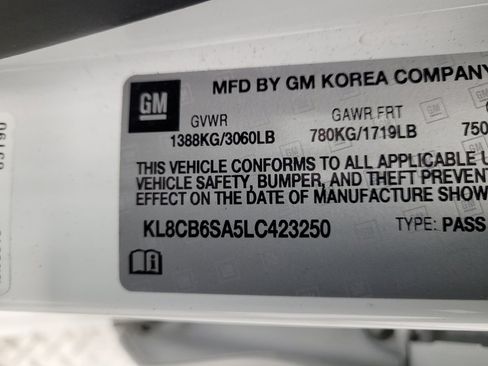 MFD BY GM KOREA COMPANY
GM
GVWR
GAWR FRT
1388KG/3060LB
780KG/1719LB
750
THIS VEHICLE CONFORMS TO ALL APPLICABLE U
VEHICLE SAFETY, BUMPER, AND THEFT PREVENT
EFFECT ON THE DATE OF MANUFACTURE SHOW
KL8CB6SA5LC423250
TYPE: PASS